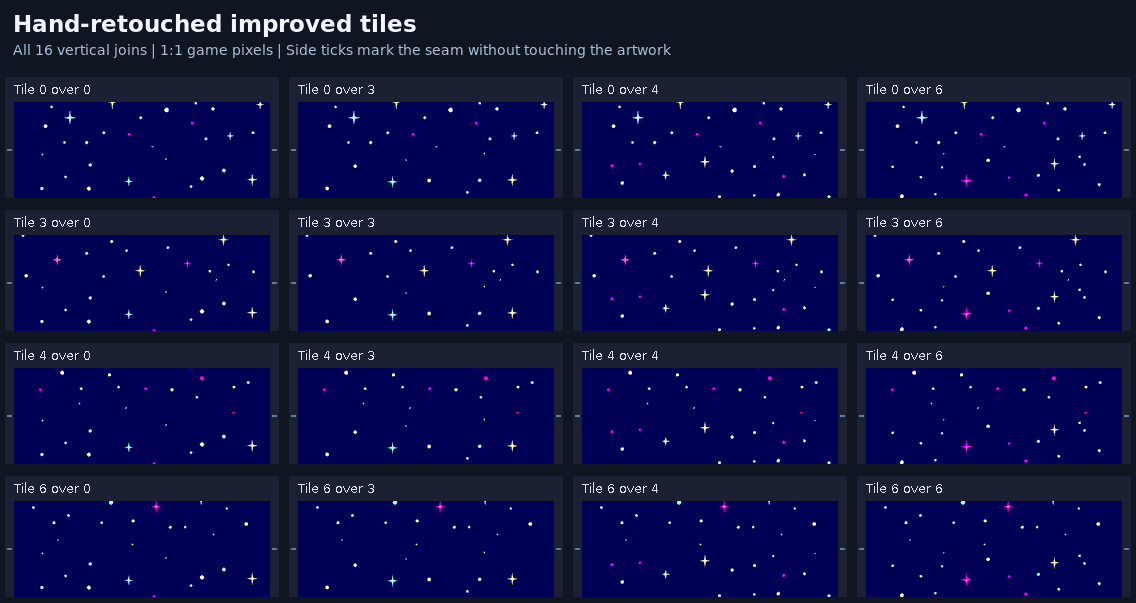 Hand-retouched improved tiles
All 16 vertical joins | 1:1 game pixels | Side ticks mark the seam without touching the artwork
Tile 0 over 0
Tile 0 over 3
Tile 0 over 4
Tile 0 over 6
Tile 3 over 0
Tile 3 over 3
Tile 3 over 4
Tile 3 over 6
Tile 4 over 0
Tile 4 over 3
Tile 4 over 4
Tile 4 over 6
Tile 6 over 0
Tile 6 over 3
Tile 6 over 4
Tile 6 over 6